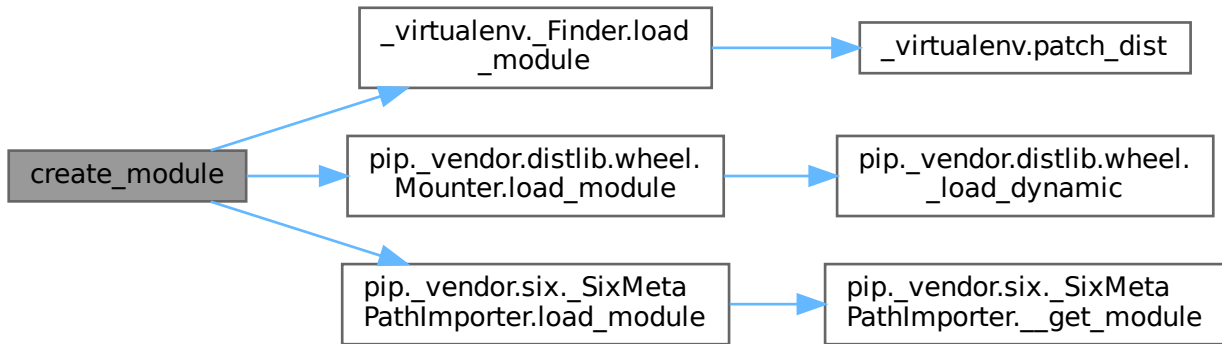 _virtualenv._Finder.load
_module
_virtualenv.patch_dist
create_module
pip._vendor.distlib.wheel.
Mounter.load_module
pip._vendor.distlib.wheel.
_load_dynamic
pip._vendor.six._SixMeta
PathImporter.load_module
pip._vendor.six._SixMeta
PathImporter.__get_module